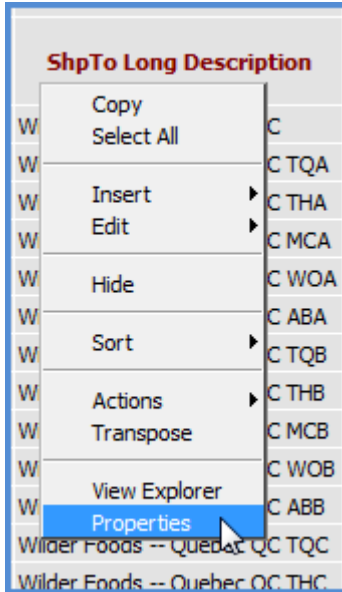 ShpTo Long Description
Copy
W C
Select All
W C TQA
Insert
W C THA
Edit
W C MCA
W C WOA
Hide
W C ABA
Sort
W C TQB
W C THB
Actions
W C MCB
Transpose
W C WOB
View Explorer
W C ABB
Properties
Wilder Foods -- Quebec QC TQC
Wilder Foods -- Quebec QC THC